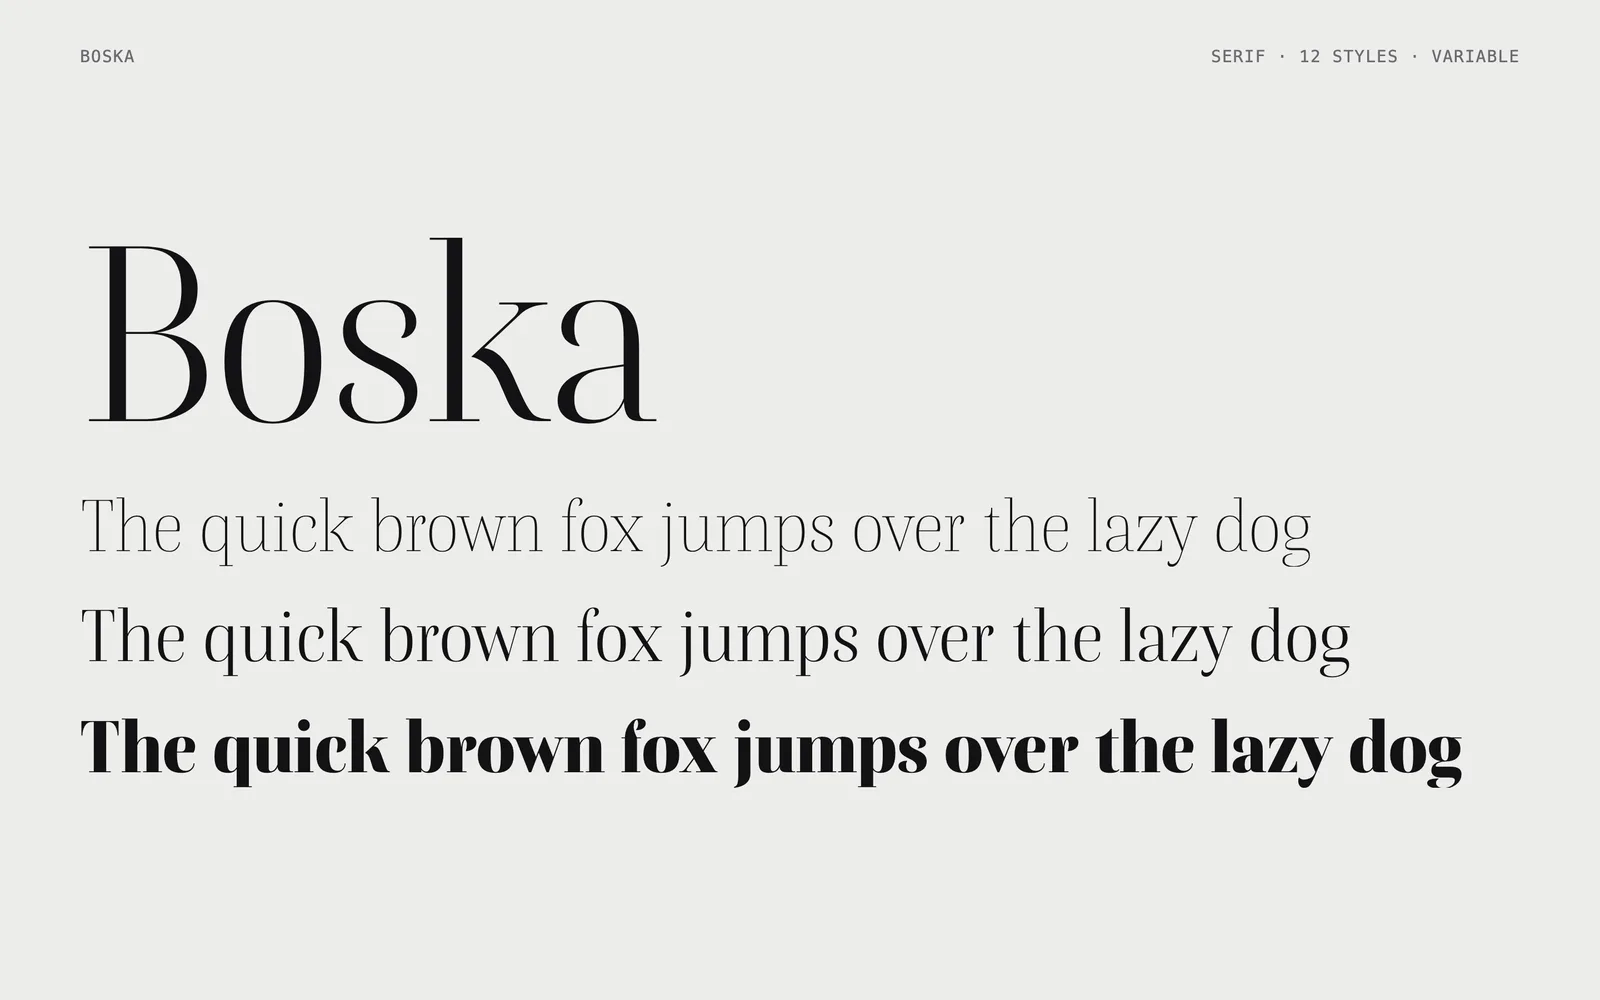 BOSKA
SERIF · 12 STYLES · VARIABLE
Boska
The quick brown fox jumps over the lazy dog
The quick brown fox jumps over the lazy dog
The quick brown fox jumps over the lazy dog